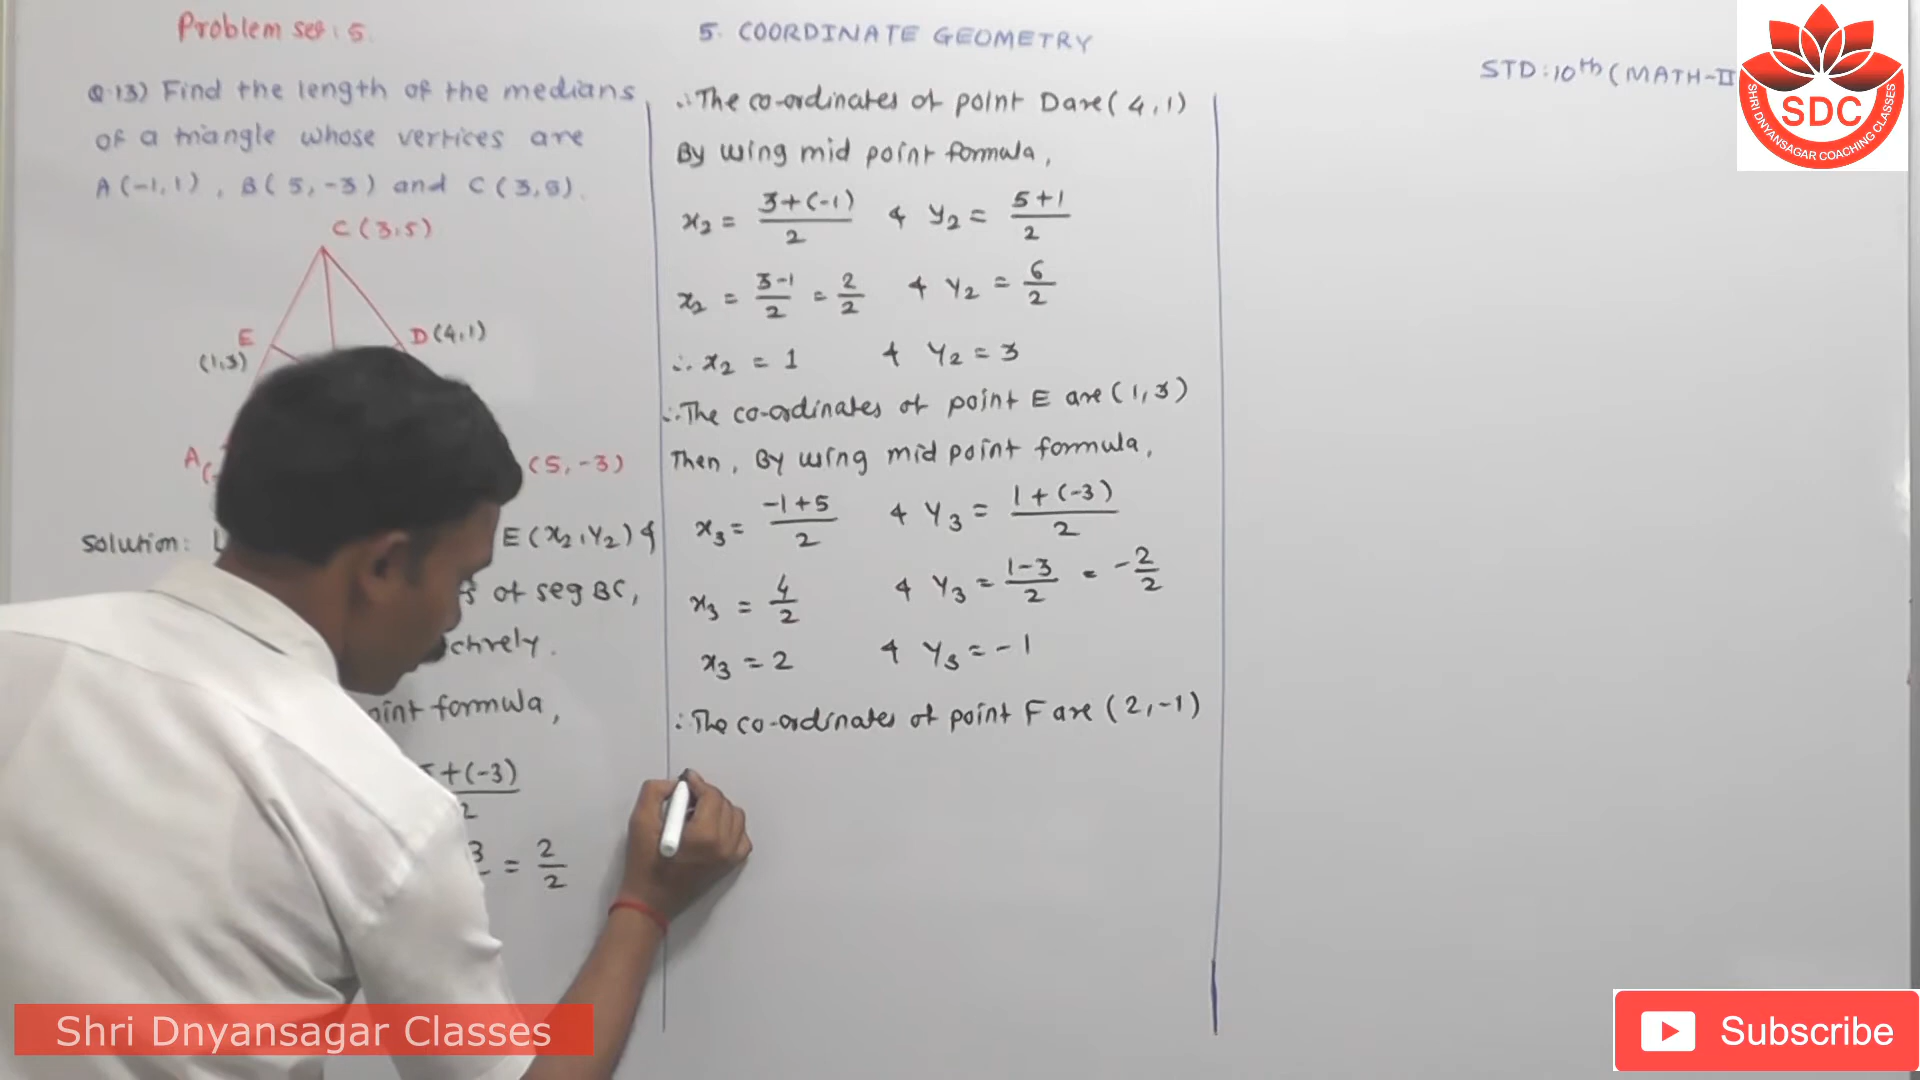 Problem set : 5.
5. COORDINATE GEOMETRY
STD : 10th ( MATH-II
SDC
SHRI DNYANSAGAR COACHING CLASSES
Q.13) Find the length of the medians
of a triangle whose vertices are
A (-1,1) , B( 5, -3 ) and C ( 3,5) .
C ( 3,5)
E
(1,3)
D (4,1)
A
( 5, -3 )
Solution:
E (x₂, Y₂) &
of seg BC,
oint formula,
+(-3)
2
3 = 2/2
∴ The co-ordinates of point D are ( 4, 1)
By using mid point formula,
x₂ = 3+(-1)/2 & Y₂ = 5+1/2
x₂ = 3-1/2 = 2/2 & Y₂ = 6/2
∴ x₂ = 1 & Y₂ = 3
∴ The co-ordinates of point E are ( 1, 3)
Then, By using mid point formula,
x₃ = -1+5/2 & Y₃ = 1+(-3)/2
x₃ = 4/2 & Y₃ = 1-3/2 = -2/2
x₃ = 2 & Y₃ = -1
∴ The co-ordinates of point F are ( 2, -1)
Shri Dnyansagar Classes
Subscribe